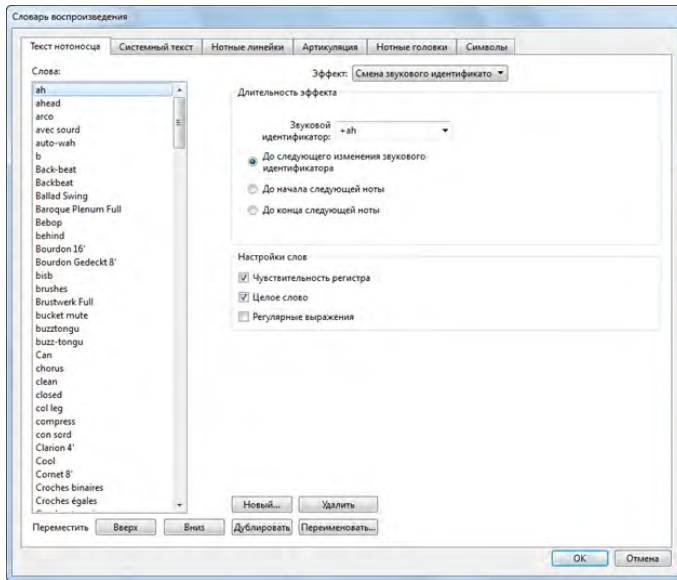 Словарь воспроизведения
Текст нотоносца Системный текст Нотные линейки Артикуляция Нотные головки Символы
Слова:
Эффект: Смена звукового идентификато
ah
ahead
arco
avec sourd
auto-wah
b
Back-beat
Backbeat
Ballad Swing
Baroque Plenum Full
Bebop
behind
Bourdon 16'
Bourdon Gedeckt 8'
bisb
brushes
Brustwerk Full
bucket mute
buzztongu
buzz-tongu
Can
chorus
clean
closed
col leg
compress
con sord
Clarion 4'
Cool
Cornet 8'
Croches binaires
Croches égales
Длительность эффекта
Звуковой
идентификатор: +ah
До следующего изменения звукового
идентификатора
До начала следующей ноты
До конца следующей ноты
Настройки слов
Чувствительность регистра
Целое слово
Регулярные выражения
Новый... Удалить
Переместить Вверх Вниз Дублировать Переименовать...
OK Отмена